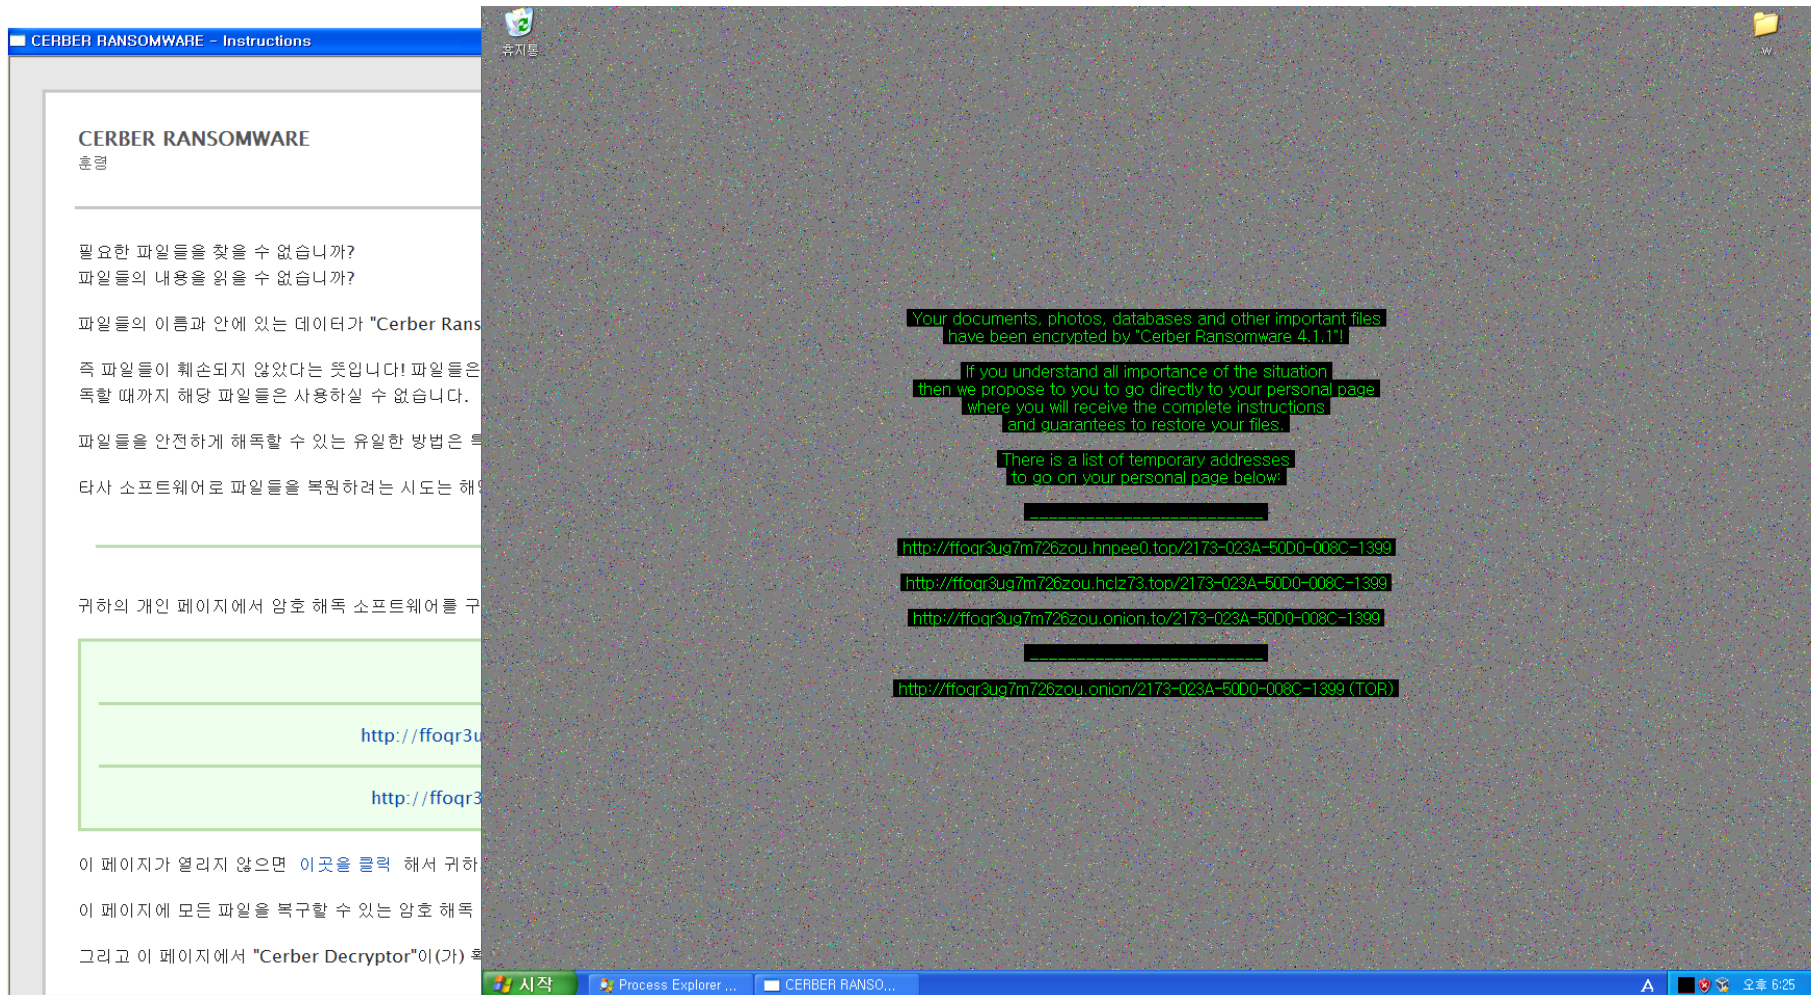 CERBER RANSOMWARE - Instructions
CERBER RANSOMWARE
훈령
필요한 파일들을 찾을 수 없습니까?
파일들의 내용을 읽을 수 없습니까?
파일들의 이름과 안에 있는 데이터가 "Cerber Rans
즉 파일들이 훼손되지 않았다는 뜻입니다! 파일들은
독할 때까지 해당 파일들은 사용하실 수 없습니다.
파일들을 안전하게 해독할 수 있는 유일한 방법은
타사 소프트웨어로 파일들을 복원하려는 시도는
귀하의 개인 페이지에서 암호 해독 소프트웨어를 구
http://ffoqr3u
http://ffoqr3
이 페이지가 열리지 않으면 이곳을 클릭 해서 귀하
이 페이지에 모든 파일을 복구할 수 있는 암호 해독
그리고 이 페이지에서 "Cerber Decryptor"이(가)
휴지통
w
Your documents, photos, databases and other important files
have been encrypted by "Cerber Ransomware 4.1.1"!
If you understand all importance of the situation
then we propose to you to go directly to your personal page
where you will receive the complete instructions
and guarantees to restore your files.
There is a list of temporary addresses
to go on your personal page below:
http://ffoqr3ug7m726zou.hnpee0.top/2173-023A-50D0-008C-1399
http://ffoqr3ug7m726zou.hclz73.top/2173-023A-50D0-008C-1399
http://ffoqr3ug7m726zou.onion.to/2173-023A-50D0-008C-1399
http://ffoqr3ug7m726zou.onion/2173-023A-50D0-008C-1399 (TOR)
시작
Process Explorer ...
CERBER RANSO...
A
오후 6:25